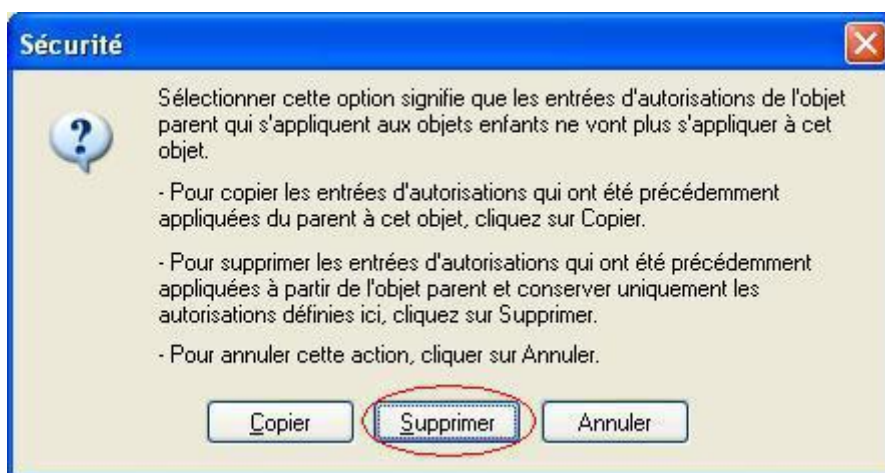 Sécurité
Sélectionner cette option signifie que les entrées d'autorisations de l'objet
parent qui s'appliquent aux objets enfants ne vont plus s'appliquer à cet
objet.
- Pour copier les entrées d'autorisations qui ont été précédemment
appliquées du parent à cet objet, cliquez sur Copier.
- Pour supprimer les entrées d'autorisations qui ont été précédemment
appliquées à partir de l'objet parent et conserver uniquement les
autorisations définies ici, cliquez sur Supprimer.
- Pour annuler cette action, cliquer sur Annuler.
Copier Supprimer Annuler